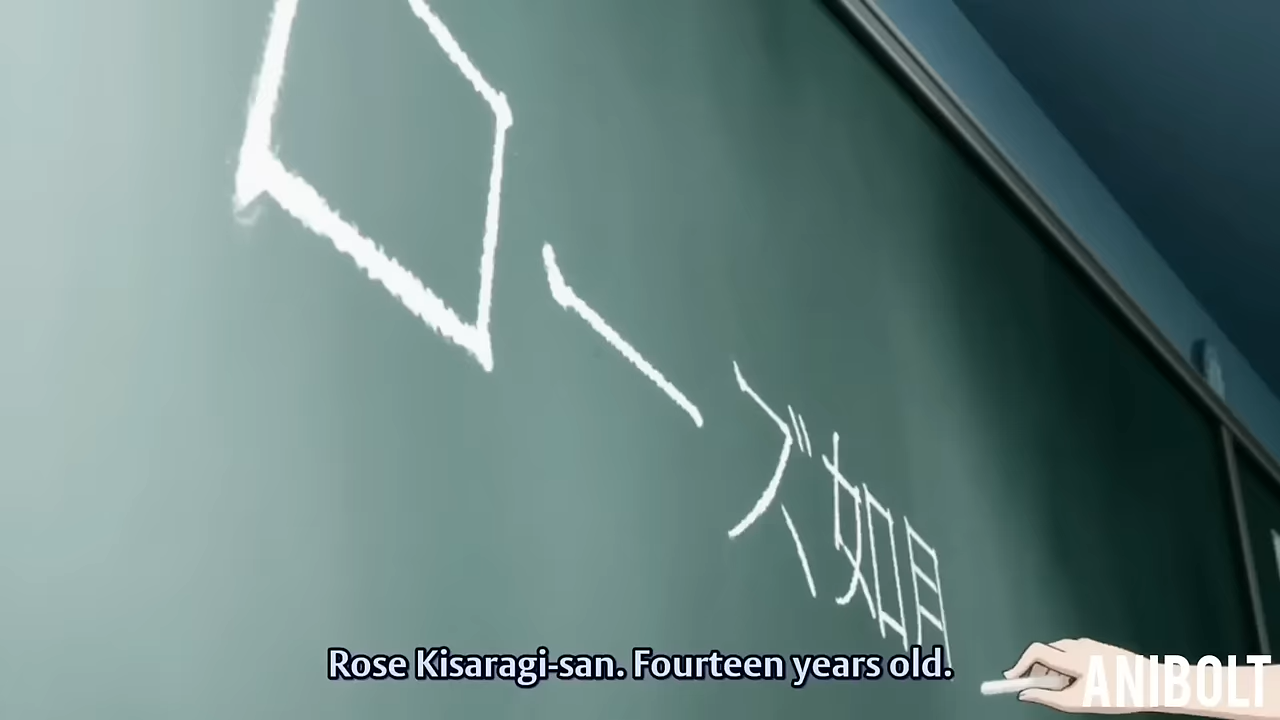 ローズ如月
Rose Kisaragi-san. Fourteen years old.
ANIBOLT